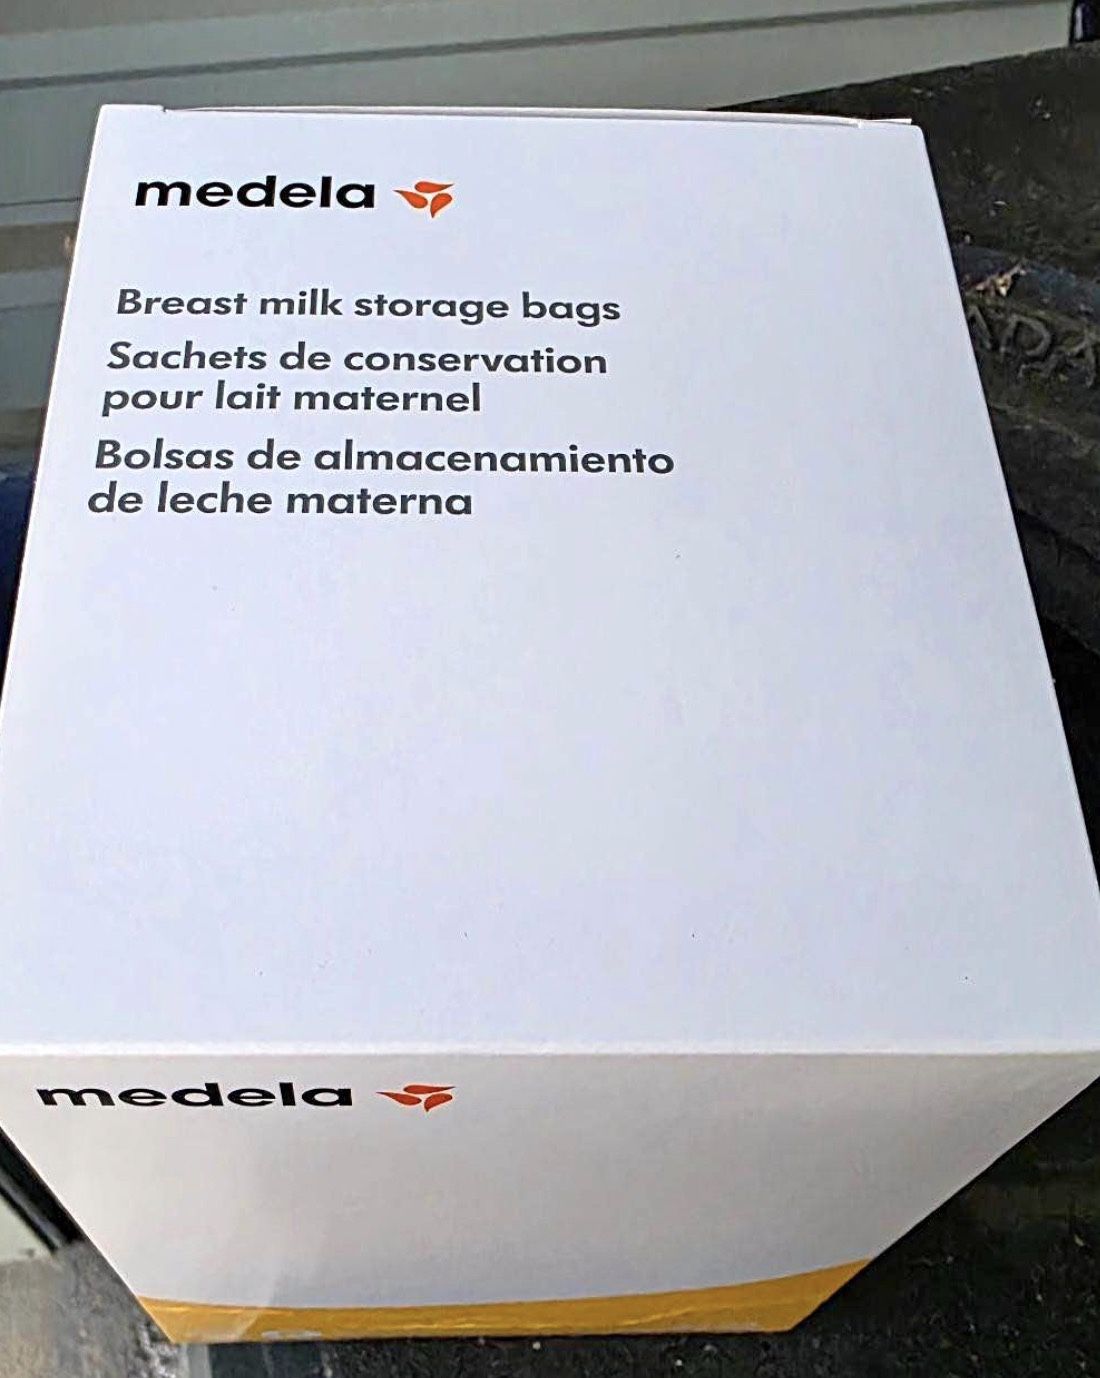 medela
Breast milk storage bags
Sachets de conservation
pour lait maternel
Bolsas de almacenamiento
de leche materna
medela